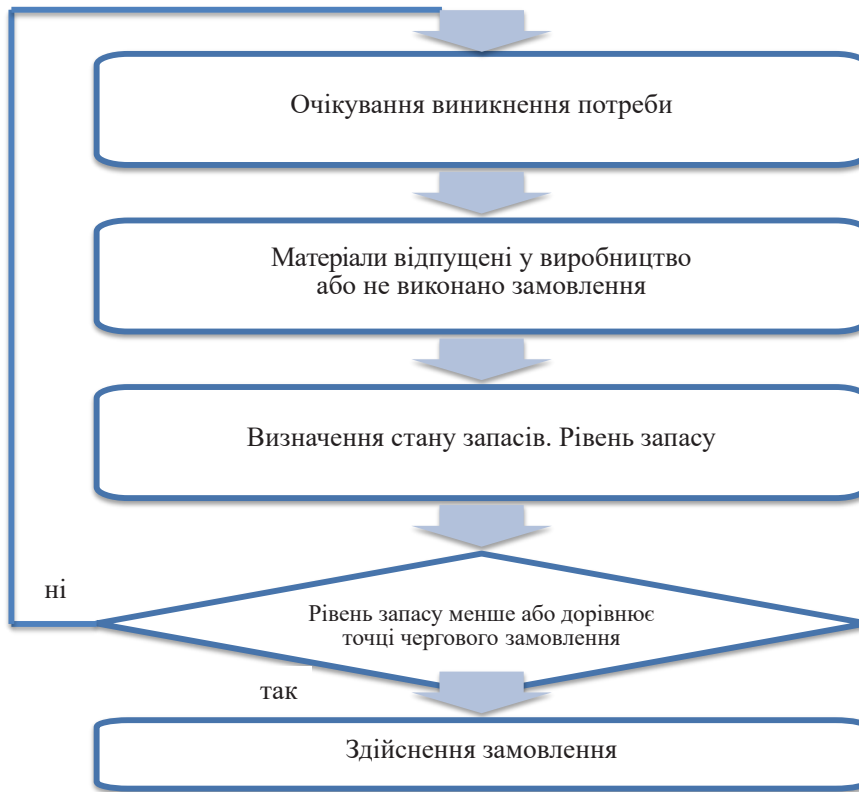 Очікування виникнення потреби
Матеріали відпущені у виробництво
або не виконано замовлення
Визначення стану запасів. Рівень запасу
ні
Рівень запасу менше або дорівнює
точці чергового замовлення
так
Здійснення замовлення